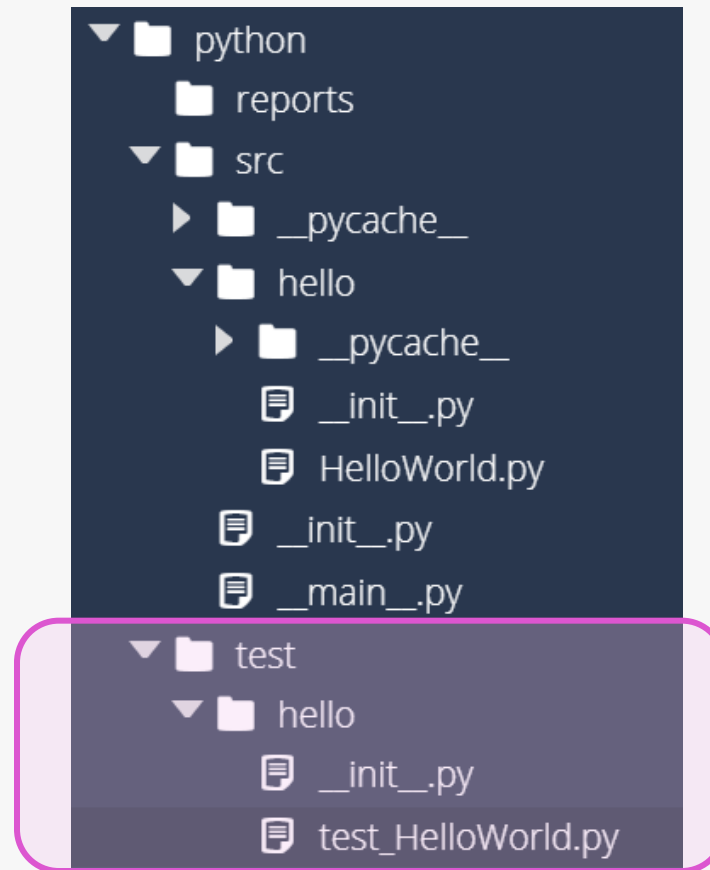 python
reports
src
__pycache__
hello
__pycache__
__init__.py
HelloWorld.py
__init__.py
__main__.py
test
hello
__init__.py
test_HelloWorld.py